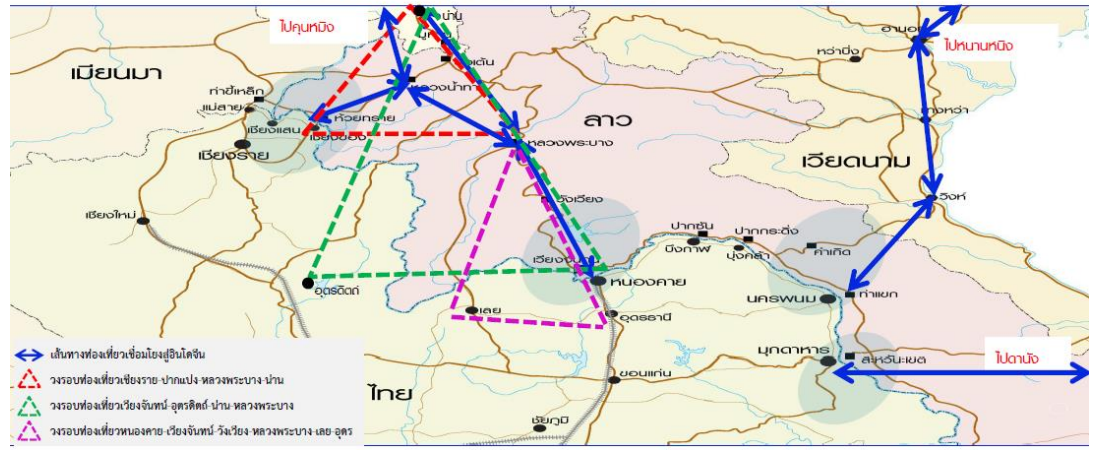 ไปคุนหมิง
น่าน
ฮานอย
ไปหนานหนิง
หว่าบิ่ง
เมียนมา
ท่าขี้เหล็ก
แม่สาย
ห้วยทราย
เชียงแสน
เชียงของ
เชียงราย
ลาว
หลวงพระบาง
เวียดนาม
วังเวียง
วิงห์
เชียงใหม่
ปากซัน
ปากกระดิ่ง
บึงกาฬ
บุ่งคล้า
คำเกิด
หนองคาย
อุตรดิตถ์
นครพนม
ท่าแขก
เลย
อุดรธานี
มุกดาหาร
สะหวันะเขต
ไปดานัง
ขอนแก่น
ไทย
ชัยภูมิ
เส้นทางท่องเที่ยวเชื่อมโยงสู่อินโดจีน
วงรอบท่องเที่ยวเชียงราย-ปากแบ่ง-หลวงพระบาง-น่าน
วงรอบท่องเที่ยวเวียงจันทน์-อุตรดิตถ์-น่าน-หลวงพระบาง
วงรอบท่องเที่ยวหนองคาย-เวียงจันทน์-วังเวียง-หลวงพระบาง-เลย-อุดร